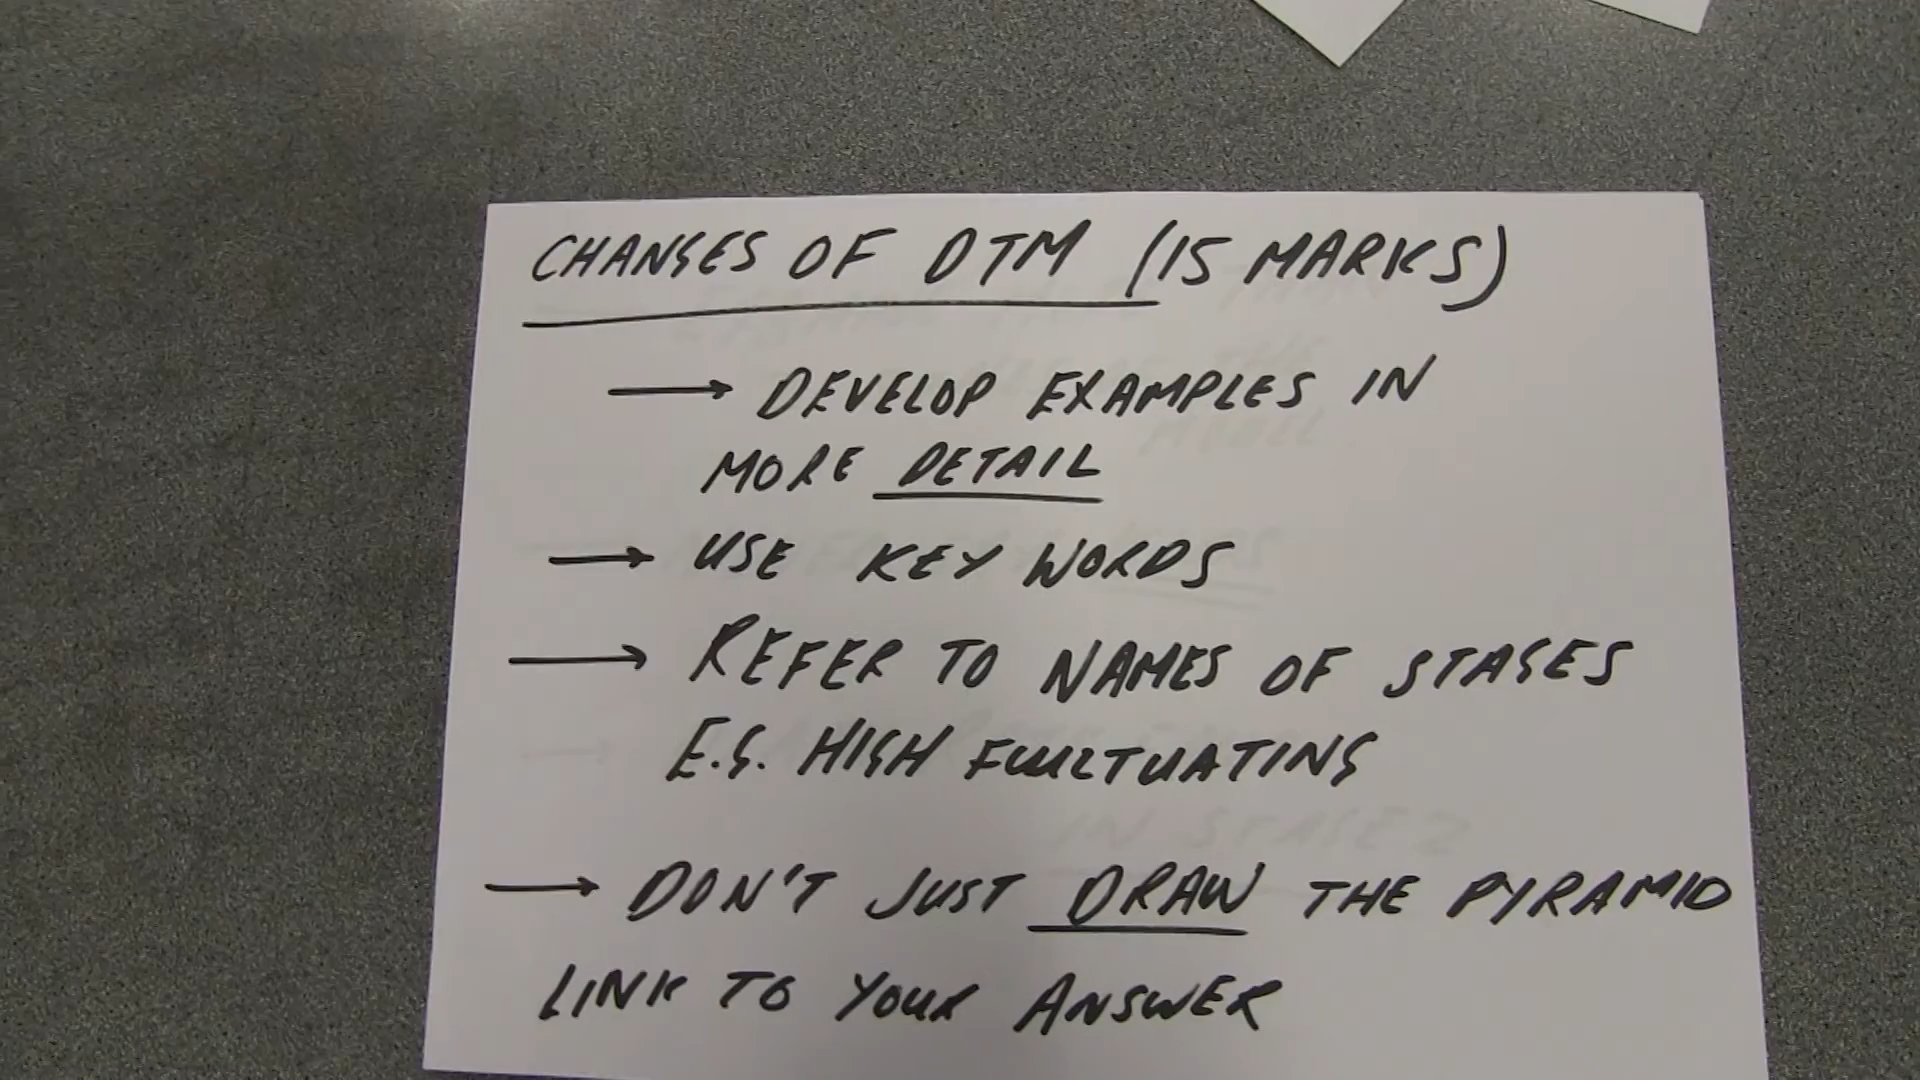 CHANGES OF DTM (15 MARKS)
→ DEVELOP EXAMPLES IN
MORE DETAIL
→ USE KEY WORDS
→ REFER TO NAMES OF STAGES
E.G. HIGH FLUCTUATING
→ DON'T JUST DRAW THE PYRAMID
LINK TO YOUR ANSWER